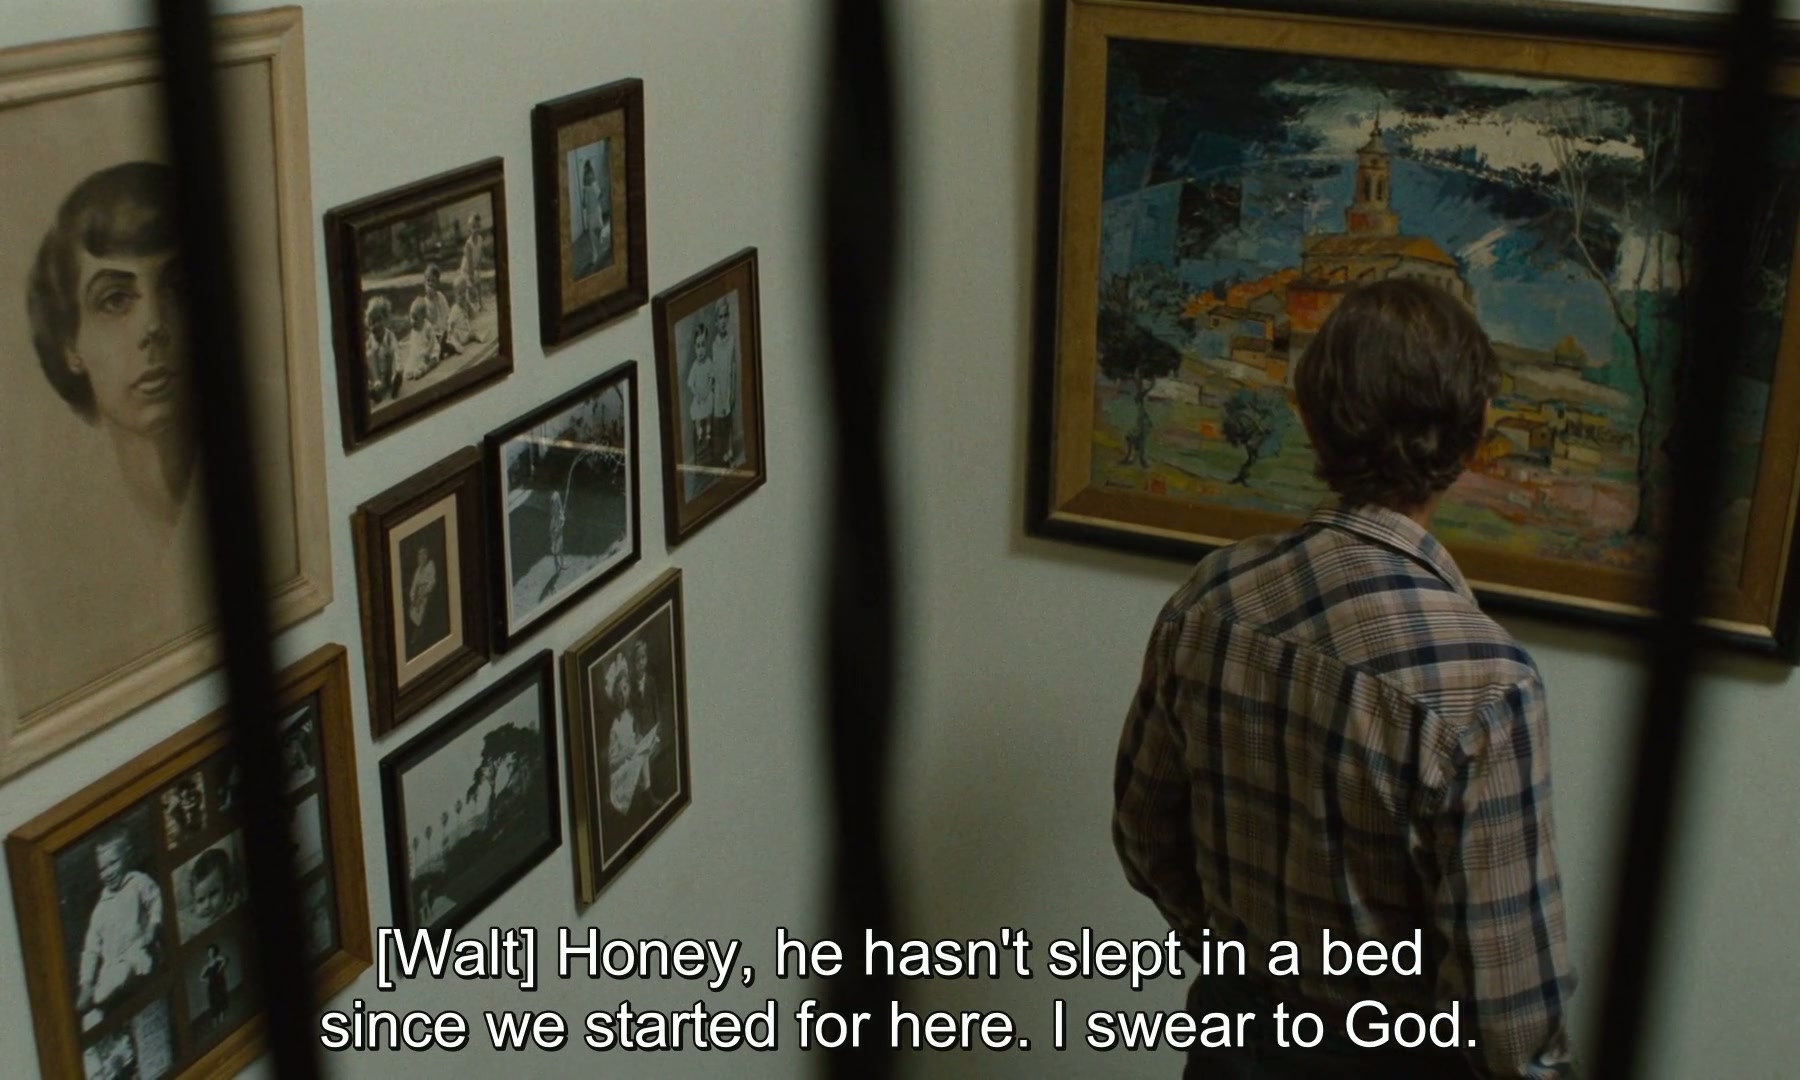 [Walt] Honey, he hasn't slept in a bed
since we started for here. I swear to God.